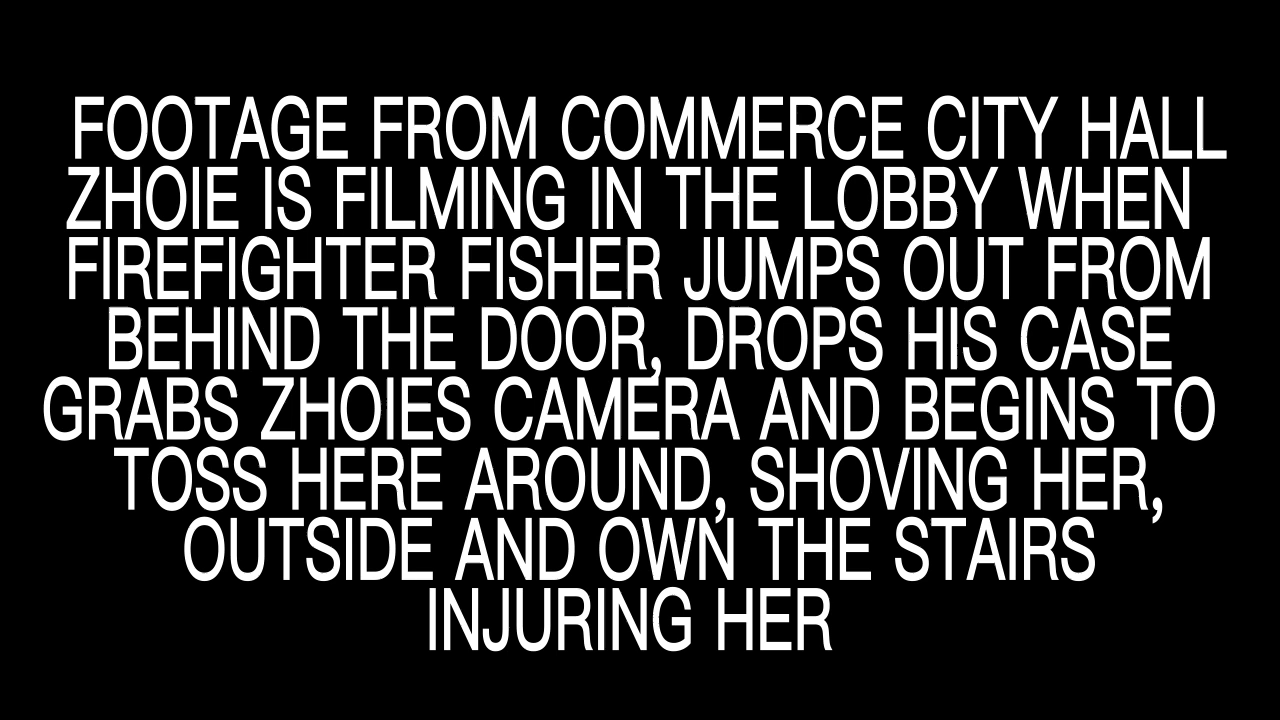 FOOTAGE FROM COMMERCE CITY HALL
ZHOIE IS FILMING IN THE LOBBY WHEN
FIREFIGHTER FISHER JUMPS OUT FROM
BEHIND THE DOOR, DROPS HIS CASE
GRABS ZHOIES CAMERA AND BEGINS TO
TOSS HERE AROUND, SHOVING HER,
OUTSIDE AND OWN THE STAIRS
INJURING HER